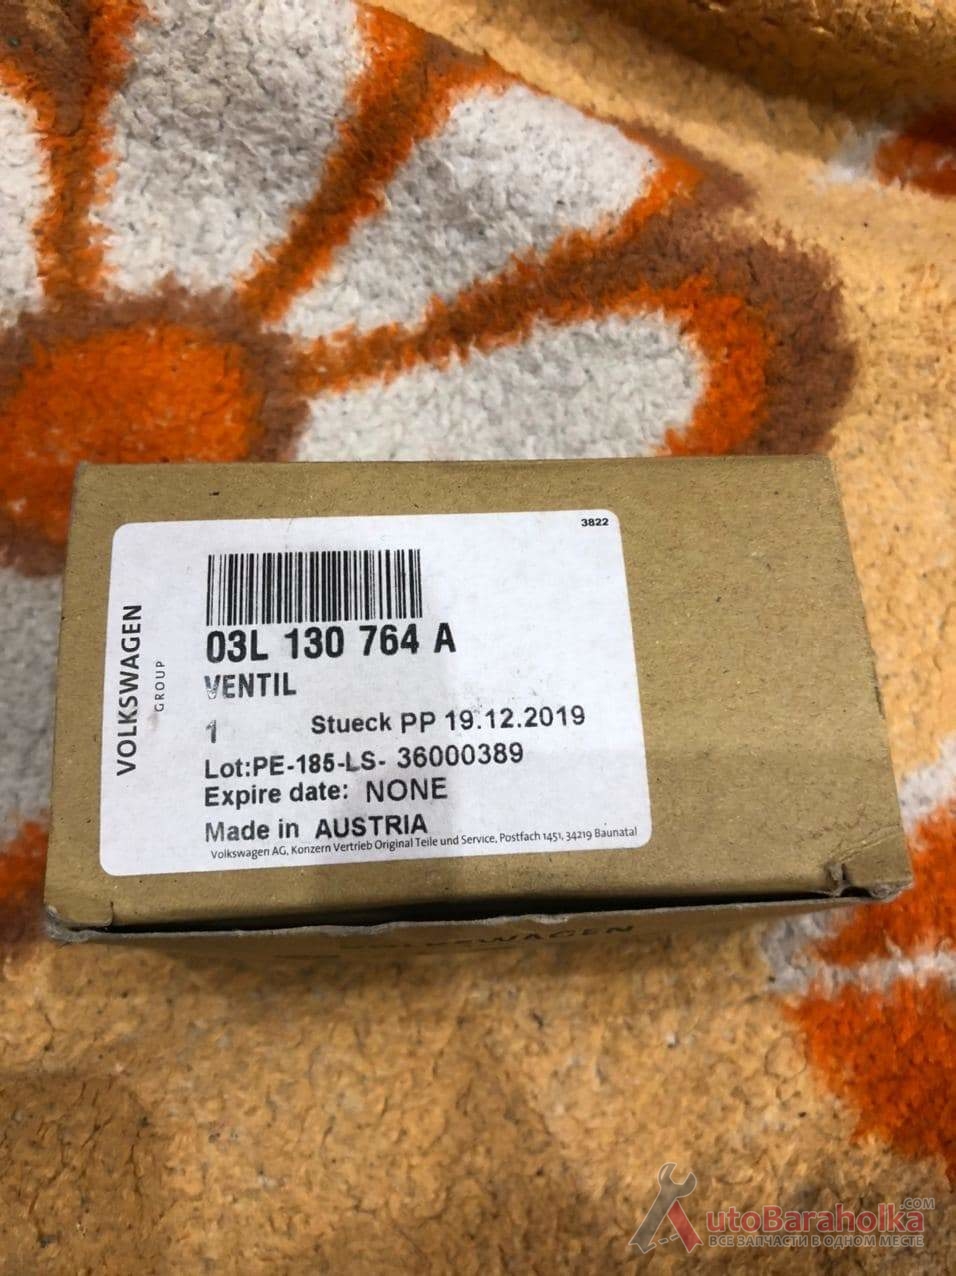 3822
VOLKSWAGEN
GROUP
03L 130 764 A
VENTIL
1 Stueck PP 19.12.2019
Lot:PE-185-LS- 36000389
Expire date: NONE
Made in AUSTRIA
Volkswagen AG, Konzern Vertrieb Original Teile und Service, Postfach 1451, 34219 Baunatal
VOLKSWAGEN
AutoBaraholka.COM
ВСЕ ЗАПЧАСТИ В ОДНОМ МЕСТЕ